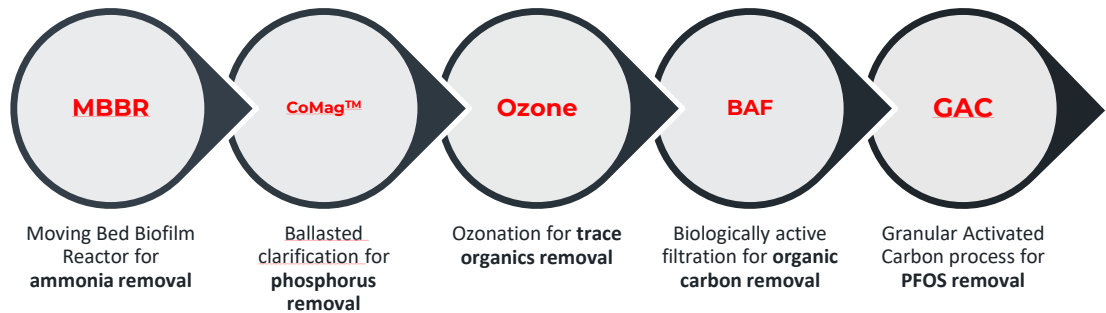 MBBR
CoMag™
Ozone
BAF
GAC
Moving Bed Biofilm
Reactor for
ammonia removal
Ballasted
clarification for
phosphorus
removal
Ozonation for trace
organics removal
Biologically active
filtration for organic
carbon removal
Granular Activated
Carbon process for
PFOS removal